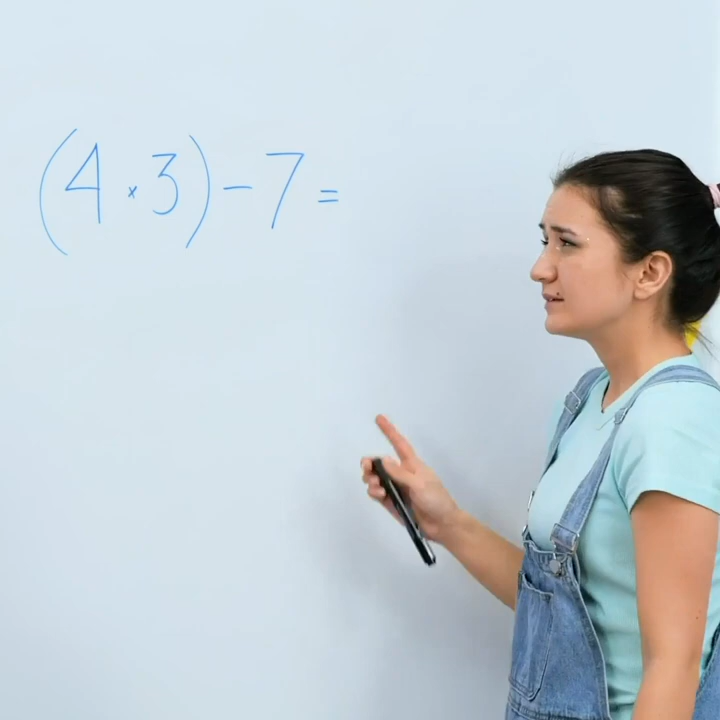 (4 × 3) - 7 =